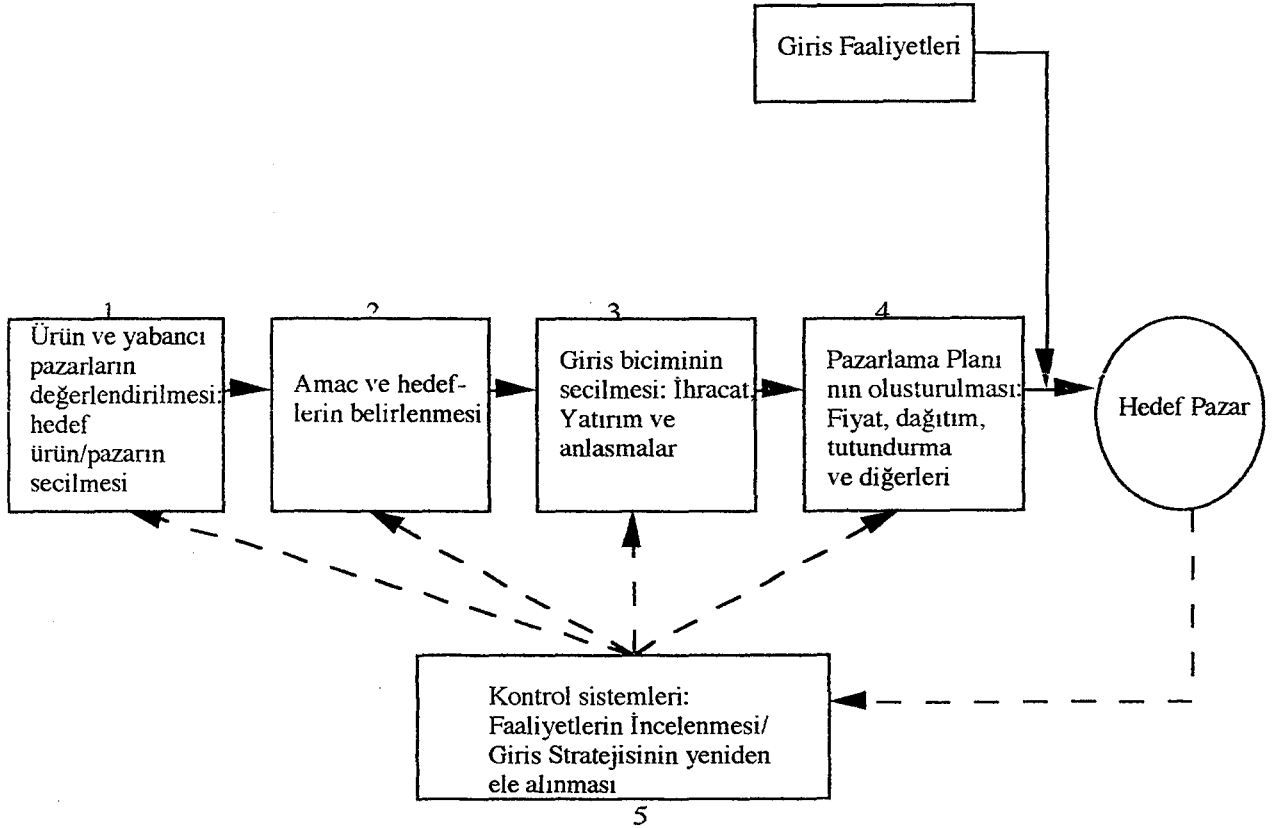 Giris Faaliyetleri
1
Ürün ve yabancı
pazarların
değerlendirilmesi:
hedef
ürün/pazarın
secilmesi
2
Amac ve hedef-
lerin belirlenmesi
3
Giris biciminin
secilmesi: İhracat,
Yatırım ve
anlasmalar
4
Pazarlama Planı
nın olusturulması:
Fiyat, dağıtım,
tutundurma
ve diğerleri
Hedef Pazar
Kontrol sistemleri:
Faaliyetlerin İncelenmesi/
Giris Stratejisinin yeniden
ele alınması
5